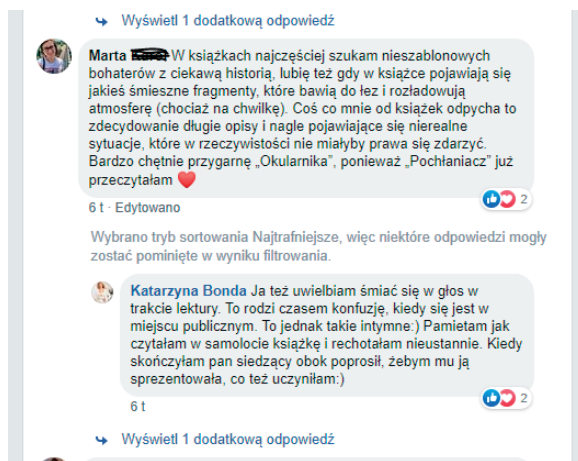 Wyświetl 1 dodatkową odpowiedź
Marta W książkach najczęściej szukam nieszablonowych
bohaterów z ciekawą historią, lubię też gdy w książce pojawiają się
jakieś śmieszne fragmenty, które bawią do łez i rozładowują
atmosferę (chociaż na chwilkę). Coś co mnie od książek odpycha to
zdecydowanie długie opisy i nagle pojawiające się nierealne
sytuacje, które w rzeczywistości nie miałyby prawa się zdarzyć.
Bardzo chętnie przygarnę „Okularnika”, ponieważ „Pochłaniacz” już
przeczytałam ❤️
2
6 t · Edytowano
Wybrano tryb sortowania Najtrafniejsze, więc niektóre odpowiedzi mogły
zostać pominięte w wyniku filtrowania.
Katarzyna Bonda Ja też uwielbiam śmiać się w głos w
trakcie lektury. To rodzi czasem konfuzję, kiedy się jest w
miejscu publicznym. To jednak takie intymne:) Pamietam jak
czytałam w samolocie książkę i rechotałam nieustannie. Kiedy
skończyłam pan siedzący obok poprosił, żebym mu ją
sprezentowała, co też uczyniłam:)
2
6 t
Wyświetl 1 dodatkową odpowiedź